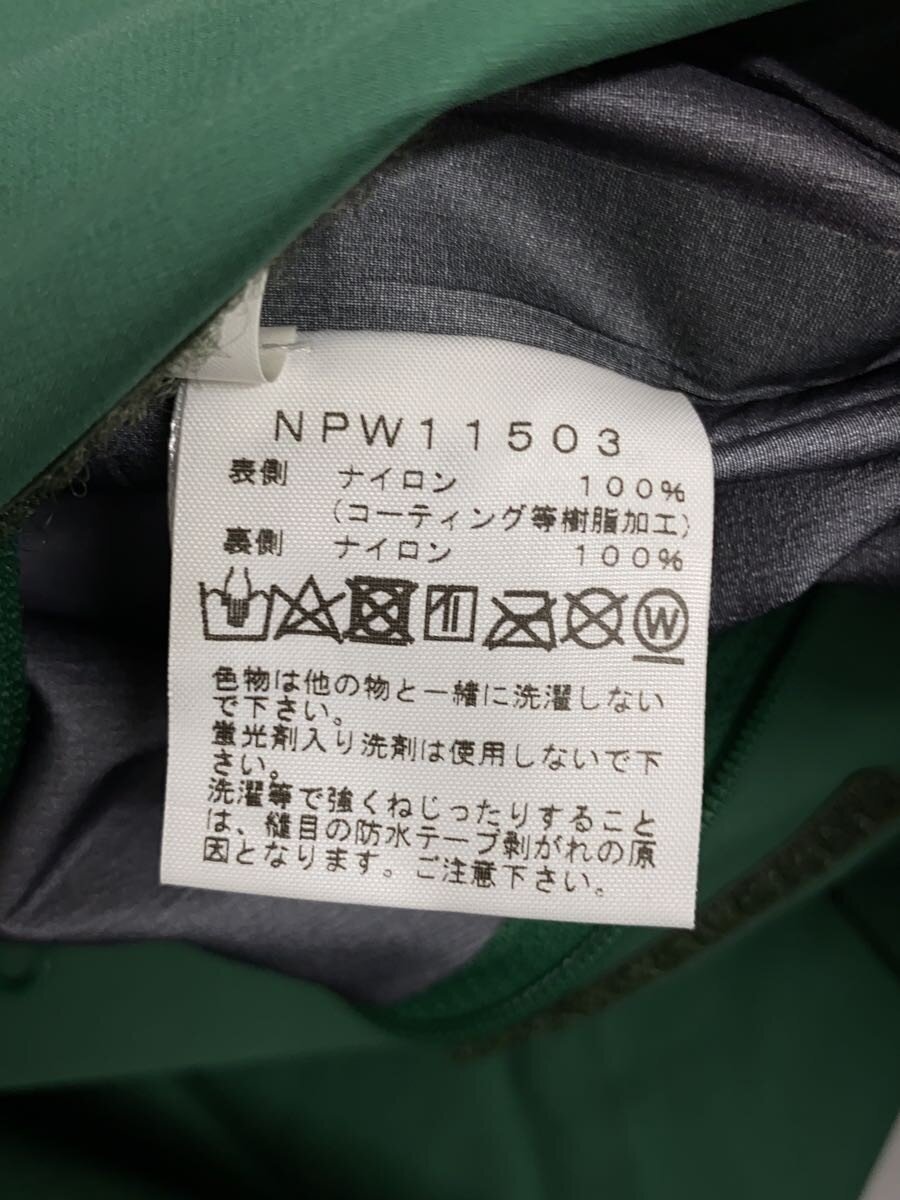 NPW11503
表側 ナイロン 100%
(コーティング等樹脂加工)
裏側 ナイロン 100%
W
色物は他の物と一緒に洗濯しない
で下さい。
蛍光剤入り洗剤は使用しないで下
さい。
洗濯等で強くねじったりすること
は、縫目の防水テープ剥がれの原
因となります。ご注意下さい。